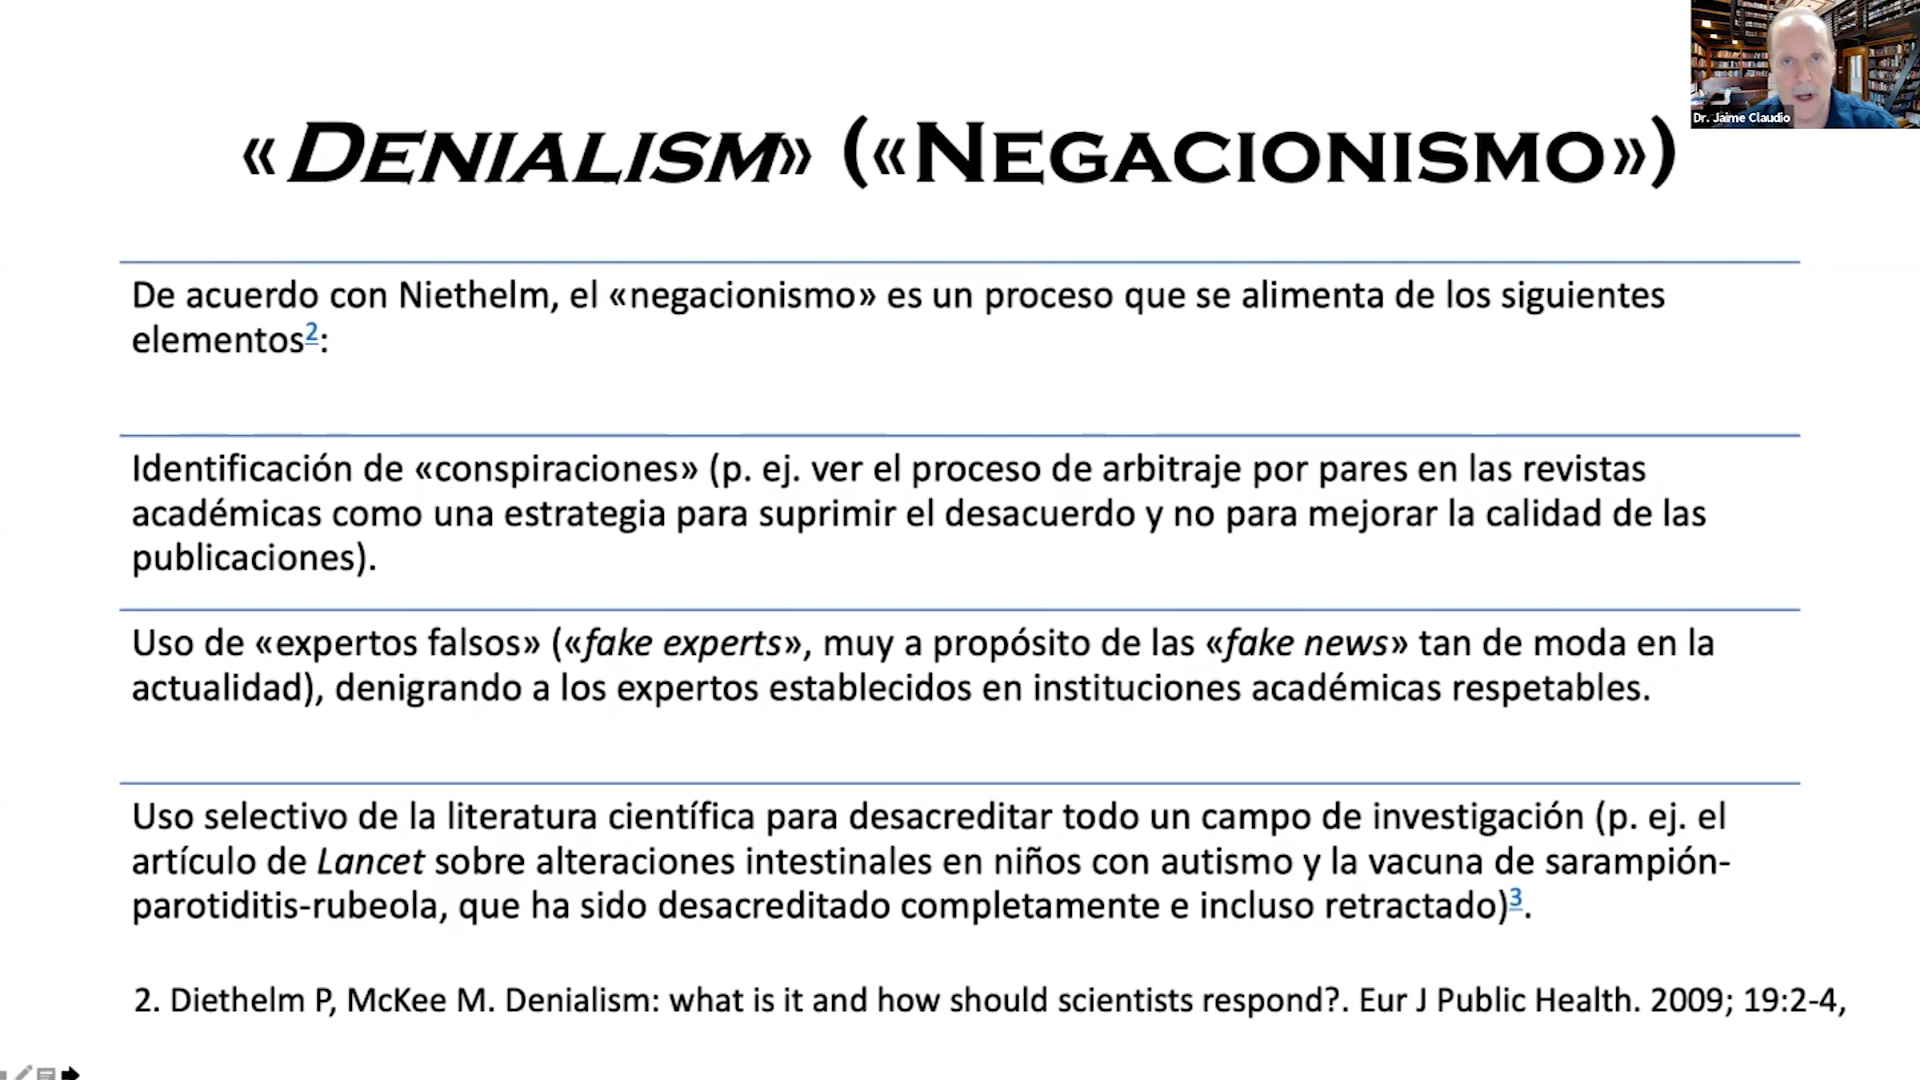 Dr. Jaime Claudio
«DENIALISM» («NEGACIONISMO»)
De acuerdo con Niethelm, el «negacionismo» es un proceso que se alimenta de los siguientes
elementos2:
Identificación de «conspiraciones» (p. ej. ver el proceso de arbitraje por pares en las revistas
académicas como una estrategia para suprimir el desacuerdo y no para mejorar la calidad de las
publicaciones).
Uso de «expertos falsos» («fake experts», muy a propósito de las «fake news» tan de moda en la
actualidad), denigrando a los expertos establecidos en instituciones académicas respetables.
Uso selectivo de la literatura científica para desacreditar todo un campo de investigación (p. ej. el
artículo de Lancet sobre alteraciones intestinales en niños con autismo y la vacuna de sarampión-
parotiditis-rubeola, que ha sido desacreditado completamente e incluso retractado)3.
2. Diethelm P, McKee M. Denialism: what is it and how should scientists respond?. Eur J Public Health. 2009; 19:2-4,